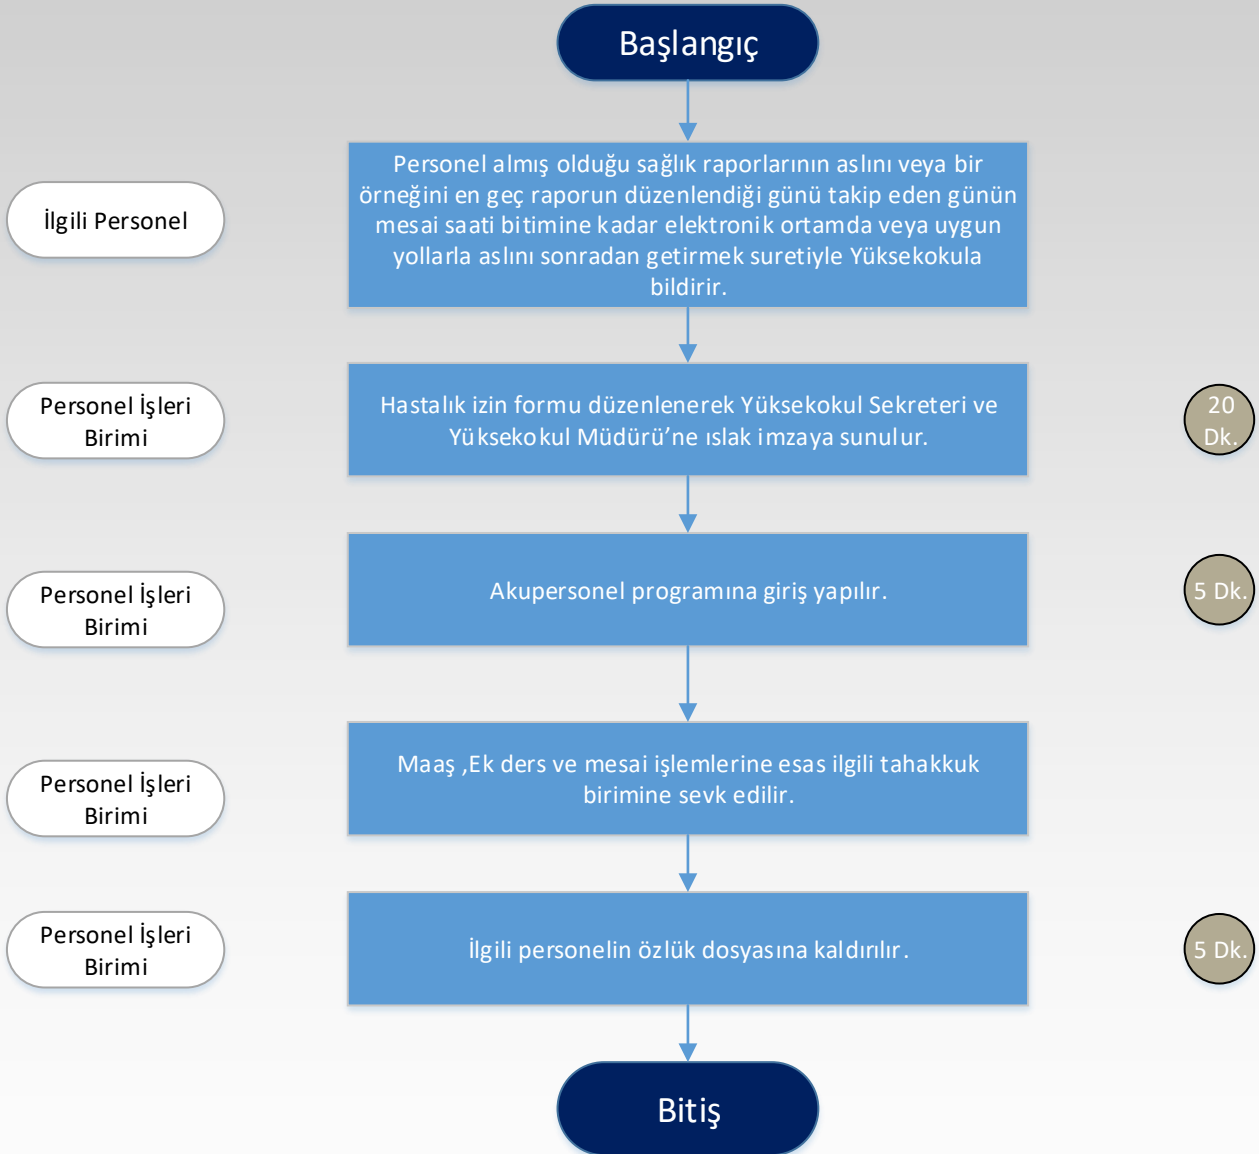 Başlangıç
İlgili Personel
Personel almış olduğu sağlık raporlarının aslını veya bir
örneğini en geç raporun düzenlendiği günü takip eden günün
mesai saati bitimine kadar elektronik ortamda veya uygun
yollarla aslını sonradan getirmek suretiyle Yüksekokula
bildirir.
Personel İşleri
Birimi
Hastalık izin formu düzenlenerek Yüksekokul Sekreteri ve
Yüksekokul Müdürü’ne ıslak imzaya sunulur.
20
Dk.
Personel İşleri
Birimi
Akupersonel programına giriş yapılır.
5 Dk.
Personel İşleri
Birimi
Maaş ,Ek ders ve mesai işlemlerine esas ilgili tahakkuk
birimine sevk edilir.
Personel İşleri
Birimi
İlgili personelin özlük dosyasına kaldırılır.
5 Dk.
Bitiş